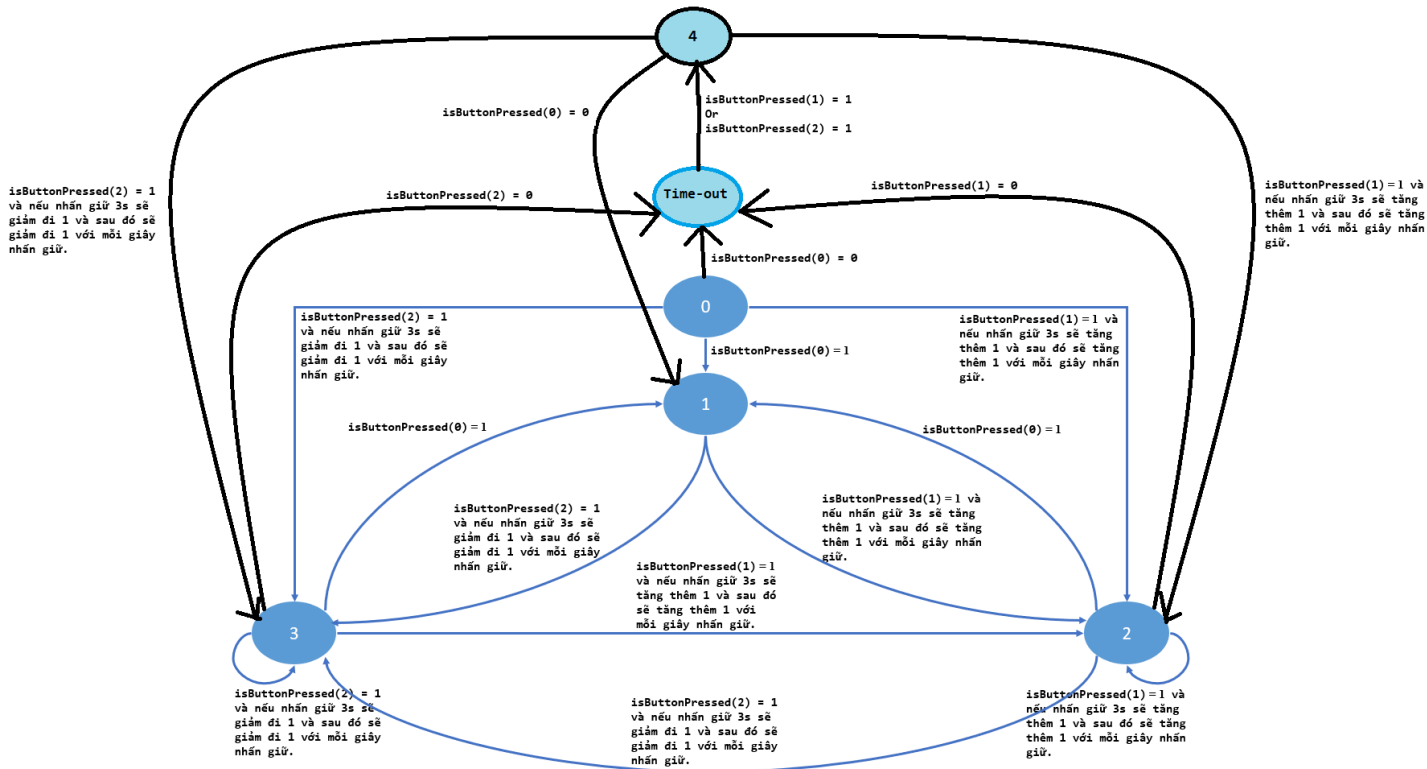 4
isButtonPressed(0) = 0
isButtonPressed(1) = 1
Or
isButtonPressed(2) = 1
isButtonPressed(2) = 1
và nếu nhấn giữ 3s sẽ
giảm đi 1 và sau đó sẽ
giảm đi 1 với mỗi giây
nhấn giữ.
isButtonPressed(2) = 0
Time-out
isButtonPressed(1) = 0
isButtonPressed(1) = 1 và
nếu nhấn giữ 3s sẽ tăng
thêm 1 và sau đó sẽ tăng
thêm 1 với mỗi giây nhấn
giữ.
isButtonPressed(0) = 0
0
isButtonPressed(2) = 1
và nếu nhấn giữ 3s sẽ
giảm đi 1 và sau đó sẽ
giảm đi 1 với mỗi giây
nhấn giữ.
isButtonPressed(1) = 1 và
nếu nhấn giữ 3s sẽ tăng
thêm 1 và sau đó sẽ tăng
thêm 1 với mỗi giây nhấn
giữ.
isButtonPressed(0) = 1
1
isButtonPressed(0) = 1
isButtonPressed(0) = 1
isButtonPressed(2) = 1
và nếu nhấn giữ 3s sẽ
giảm đi 1 và sau đó sẽ
giảm đi 1 với mỗi giây
nhấn giữ.
isButtonPressed(1) = 1 và
nếu nhấn giữ 3s sẽ tăng
thêm 1 và sau đó sẽ tăng
thêm 1 với mỗi giây nhấn
giữ.
isButtonPressed(1) = 1
và nếu nhấn giữ 3s sẽ
tăng thêm 1 và sau đó
sẽ tăng thêm 1 với
mỗi giây nhấn giữ.
3
2
isButtonPressed(2) = 1
và nếu nhấn giữ 3s sẽ
giảm đi 1 và sau đó sẽ
giảm đi 1 với mỗi giây
nhấn giữ.
isButtonPressed(2) = 1
và nếu nhấn giữ 3s sẽ
giảm đi 1 và sau đó sẽ
giảm đi 1 với mỗi giây
nhấn giữ.
isButtonPressed(1) = 1 và
nếu nhấn giữ 3s sẽ tăng
thêm 1 và sau đó sẽ tăng
thêm 1 với mỗi giây nhấn
giữ.